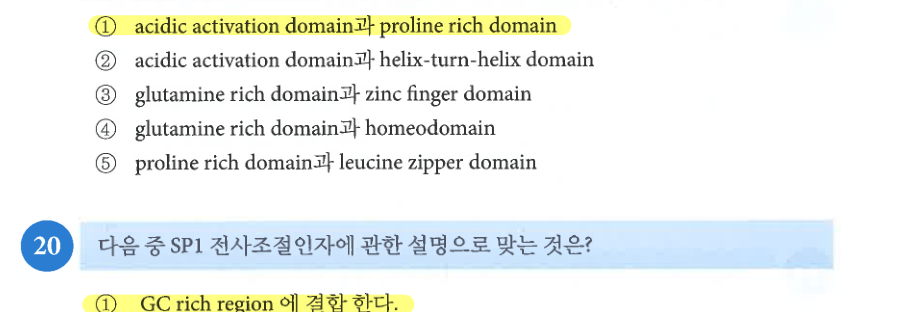 ① acidic activation domain과 proline rich domain
② acidic activation domain과 helix-turn-helix domain
③ glutamine rich domain과 zinc finger domain
④ glutamine rich domain과 homeodomain
⑤ proline rich domain과 leucine zipper domain
20 다음 중 SP1 전사조절인자에 관한 설명으로 맞는 것은?
① GC rich region 에 결합 한다.